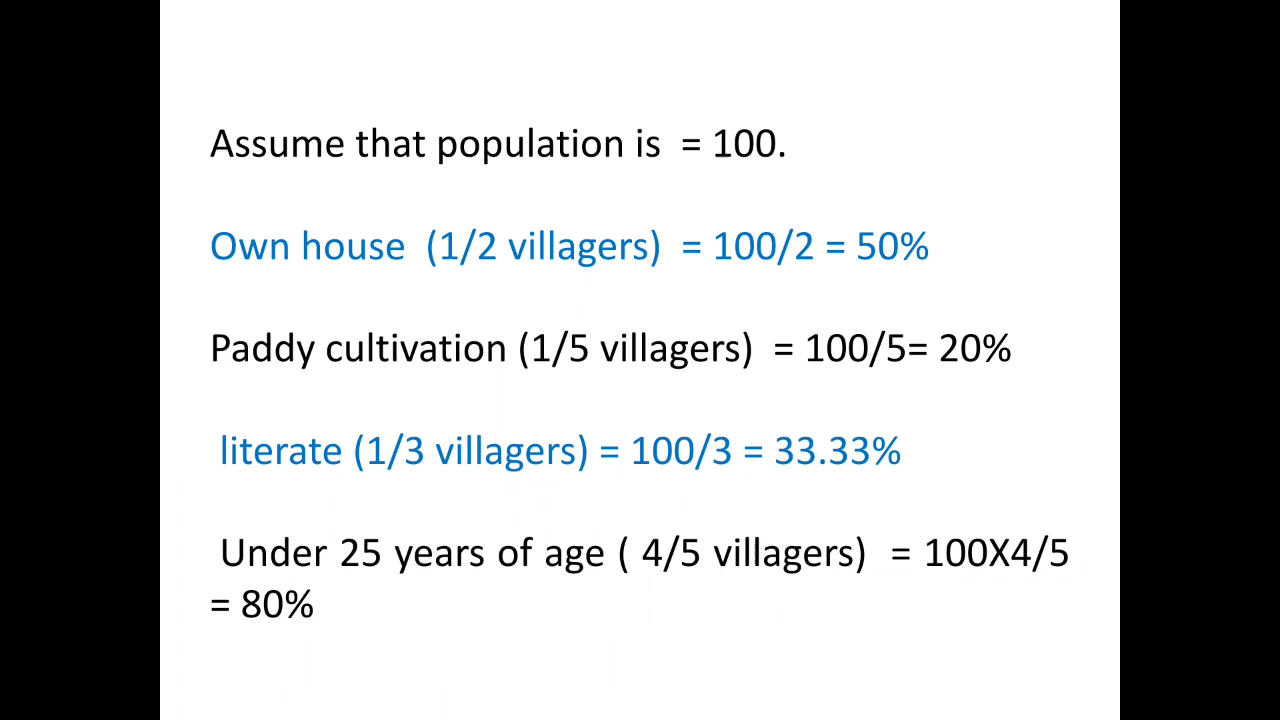 Assume that population is = 100.
Own house (1/2 villagers) = 100/2 = 50%
Paddy cultivation (1/5 villagers) = 100/5= 20%
literate (1/3 villagers) = 100/3 = 33.33%
Under 25 years of age ( 4/5 villagers) = 100X4/5
= 80%